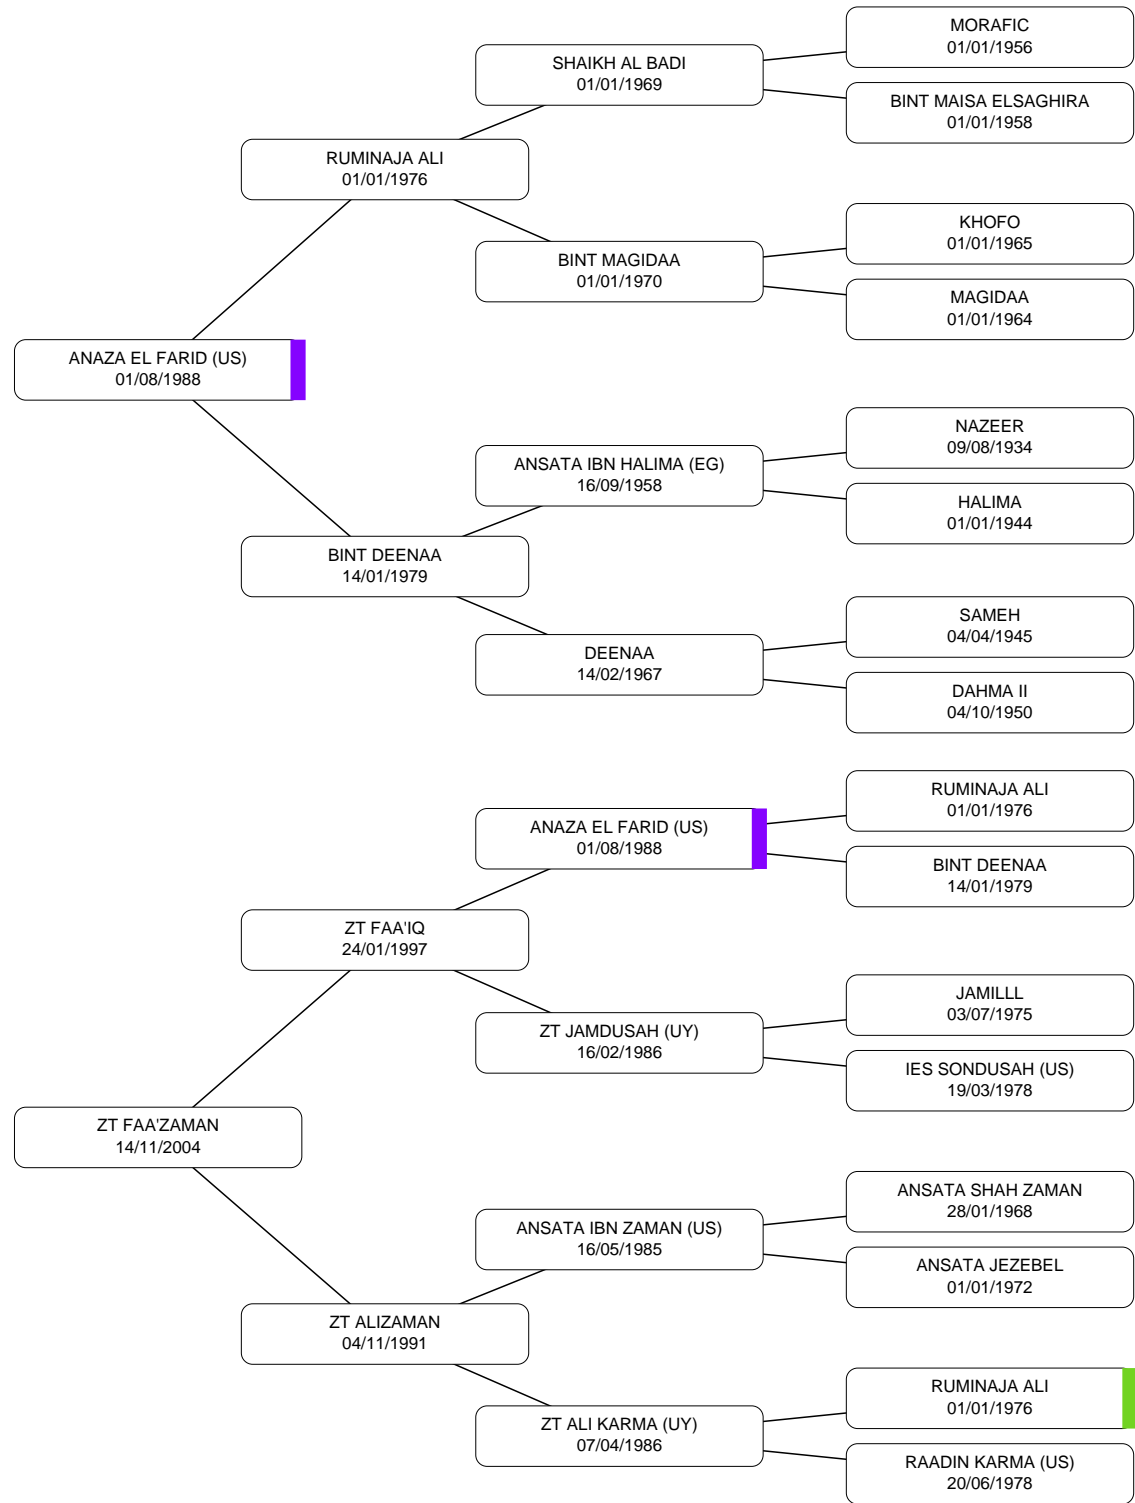 MORAFIC
01/01/1956
SHAIKH AL BADI
01/01/1969
BINT MAISA ELSAGHIRA
01/01/1958
RUMINAJA ALI
01/01/1976
KHOFO
01/01/1965
BINT MAGIDAA
01/01/1970
MAGIDAA
01/01/1964
ANAZA EL FARID (US)
01/08/1988
NAZEER
09/08/1934
ANSATA IBN HALIMA (EG)
16/09/1958
HALIMA
01/01/1944
BINT DEENAA
14/01/1979
SAMEH
04/04/1945
DEENAA
14/02/1967
DAHMA II
04/10/1950
RUMINAJA ALI
01/01/1976
ANAZA EL FARID (US)
01/08/1988
BINT DEENAA
14/01/1979
ZT FAA'IQ
24/01/1997
JAMILLL
03/07/1975
ZT JAMDUSAH (UY)
16/02/1986
IES SONDUSAH (US)
19/03/1978
ZT FAA'ZAMAN
14/11/2004
ANSATA SHAH ZAMAN
28/01/1968
ANSATA IBN ZAMAN (US)
16/05/1985
ANSATA JEZEBEL
01/01/1972
ZT ALIZAMAN
04/11/1991
RUMINAJA ALI
01/01/1976
ZT ALI KARMA (UY)
07/04/1986
RAADIN KARMA (US)
20/06/1978